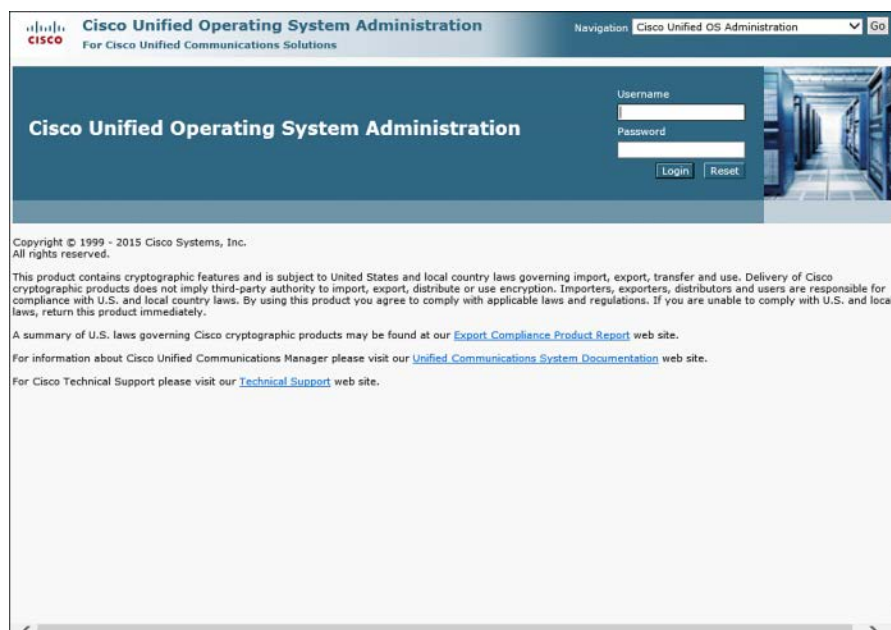 CISCO
Cisco Unified Operating System Administration
For Cisco Unified Communications Solutions
Navigation Cisco Unified OS Administration Go
Cisco Unified Operating System Administration
Username
Password
Login Reset
Copyright © 1999 - 2015 Cisco Systems, Inc.
All rights reserved.
This product contains cryptographic features and is subject to United States and local country laws governing import, export, transfer and use. Delivery of Cisco
cryptographic products does not imply third-party authority to import, export, distribute or use encryption. Importers, exporters, distributors and users are responsible for
compliance with U.S. and local country laws. By using this product you agree to comply with applicable laws and regulations. If you are unable to comply with U.S. and loca
laws, return this product immediately.
A summary of U.S. laws governing Cisco cryptographic products may be found at our Export Compliance Product Report web site.
For information about Cisco Unified Communications Manager please visit our Unified Communications System Documentation web site.
For Cisco Technical Support please visit our Technical Support web site.